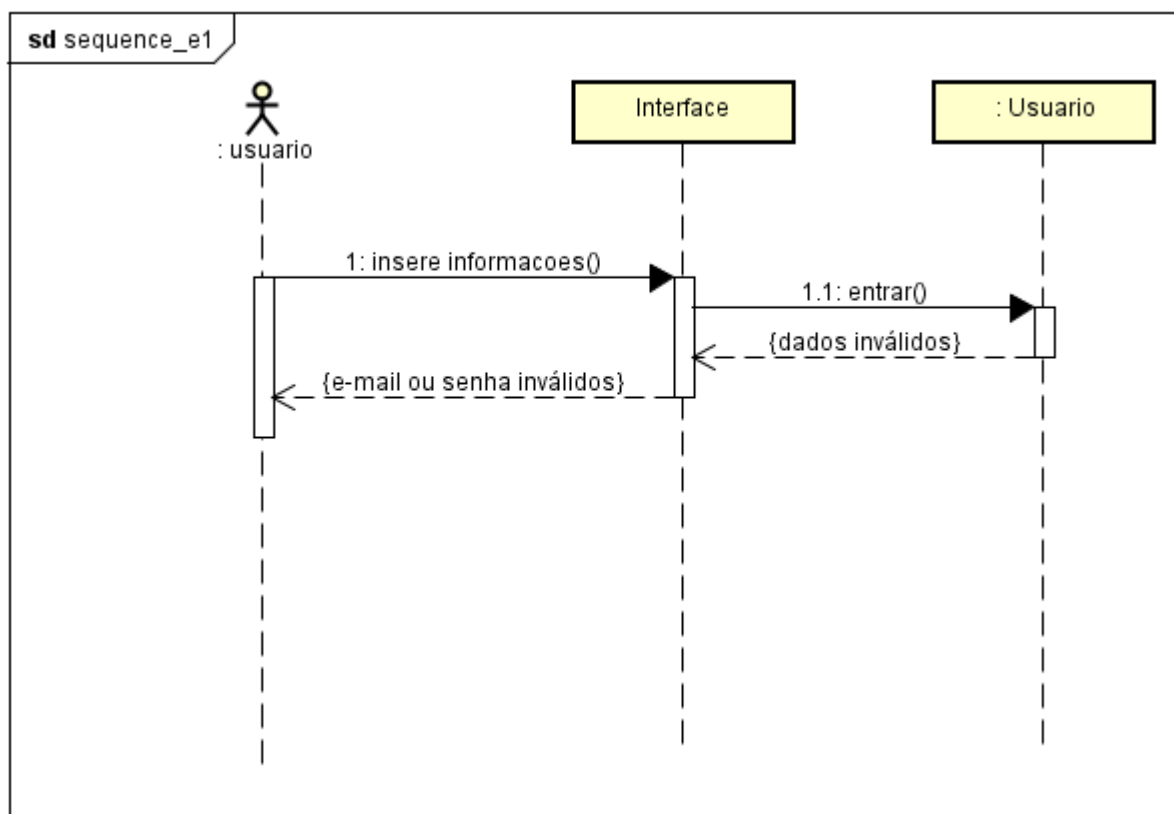 sd sequence_e1
: usuario
Interface
: Usuario
1: insere informacoes()
1.1: entrar()
{dados inválidos}
{e-mail ou senha inválidos}